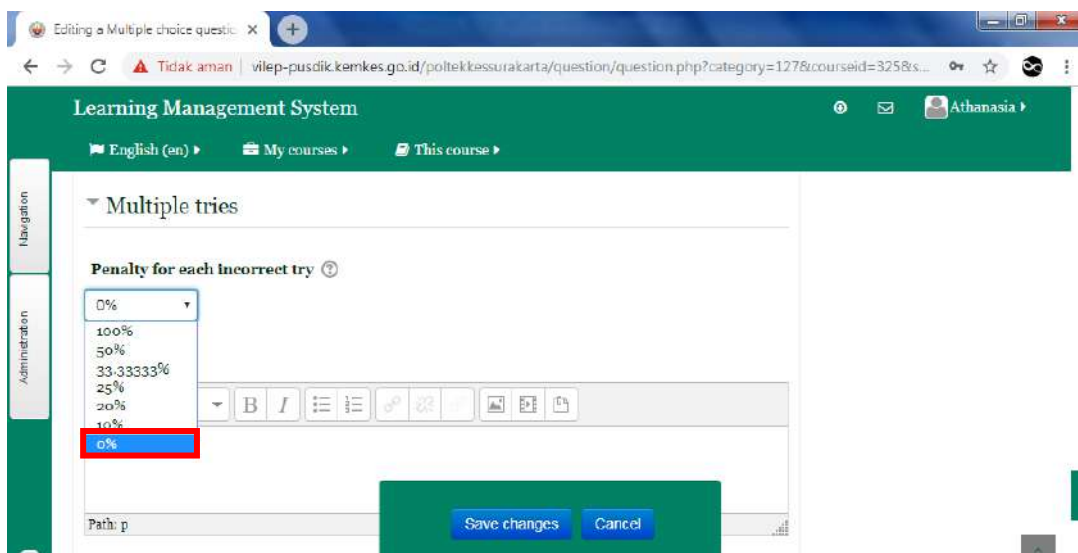 Editing a Multiple choice questic
Tidak aman | vilep-pusdik.kemkes.go.id/poltekkessurakarta/question/question.php?category=127&courseid=325&s...
Learning Management System
Athanasia
English (en)
My courses
This course
Navigation
Administration
Multiple tries
Penalty for each incorrect try
0%
100%
50%
33.33333%
25%
20%
10%
0%
B I
Path: p
Save changes
Cancel